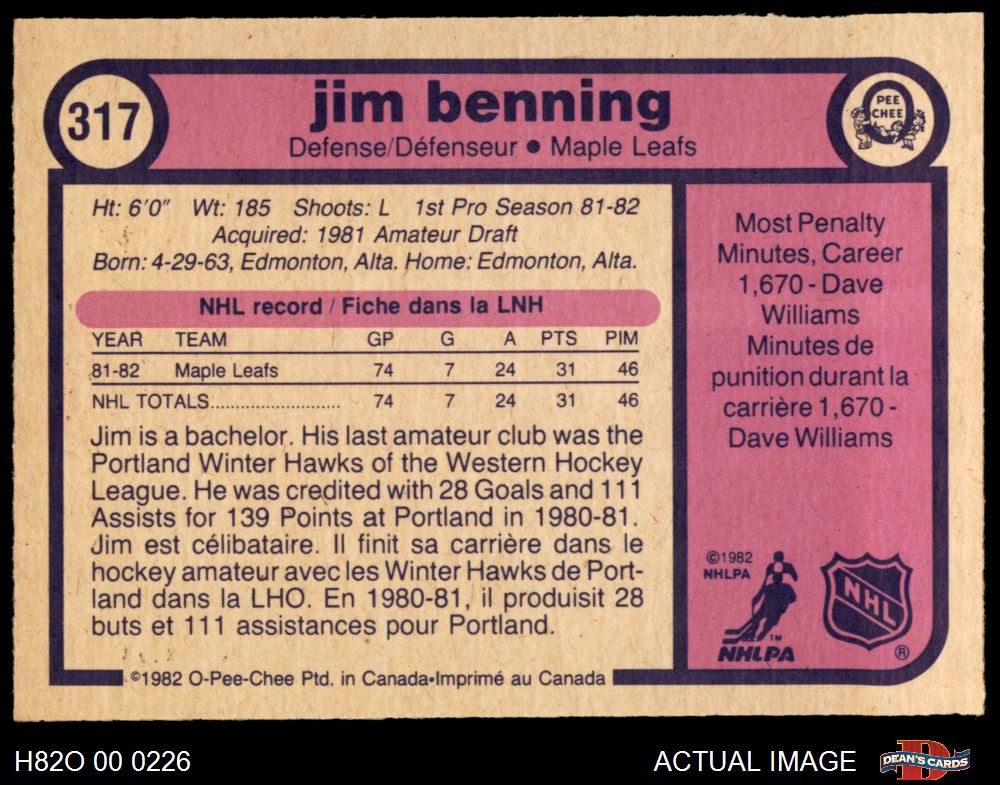 317
jim benning
Defense/Défenseur • Maple Leafs
O
PEE
CHEE
Ht: 6'0" Wt: 185 Shoots: L 1st Pro Season 81-82
Acquired: 1981 Amateur Draft
Born: 4-29-63, Edmonton, Alta. Home: Edmonton, Alta.
NHL record / Fiche dans la LNH
YEAR TEAM GP G A PTS PIM
81-82 Maple Leafs 74 7 24 31 46
NHL TOTALS........................... 74 7 24 31 46
Jim is a bachelor. His last amateur club was the
Portland Winter Hawks of the Western Hockey
League. He was credited with 28 Goals and 111
Assists for 139 Points at Portland in 1980-81.
Jim est célibataire. Il finit sa carrière dans le
hockey amateur avec les Winter Hawks de Port-
land dans la LHO. En 1980-81, il produisit 28
buts et 111 assistances pour Portland.
©1982 O-Pee-Chee Ptd. in Canada•Imprimé au Canada
Most Penalty
Minutes, Career
1,670 - Dave
Williams
Minutes de
punition durant la
carrière 1,670 -
Dave Williams
©1982
NHLPA
TM
NHLPA
NHL
®
H82O 00 0226
ACTUAL IMAGE
D
DEAN'S CARDS